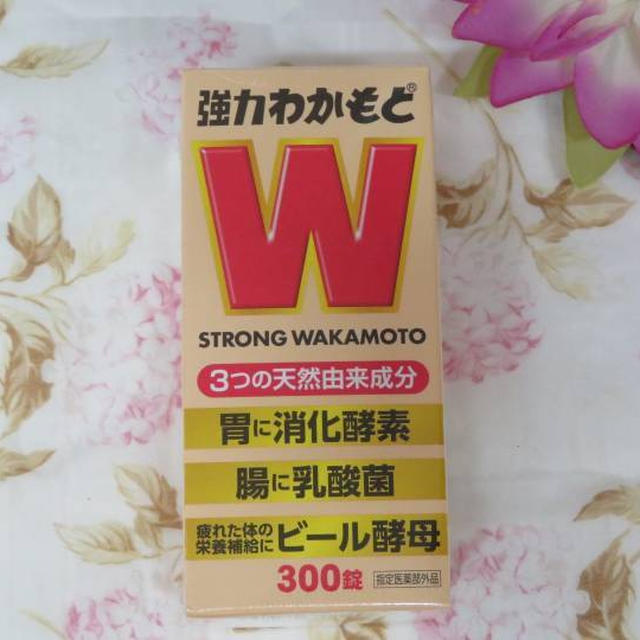 強力わかもと®
W
STRONG WAKAMOTO
3つの天然由来成分
胃に消化酵素
腸に乳酸菌
疲れた体の
栄養補給にビール酵母
300錠 指定医薬部外品